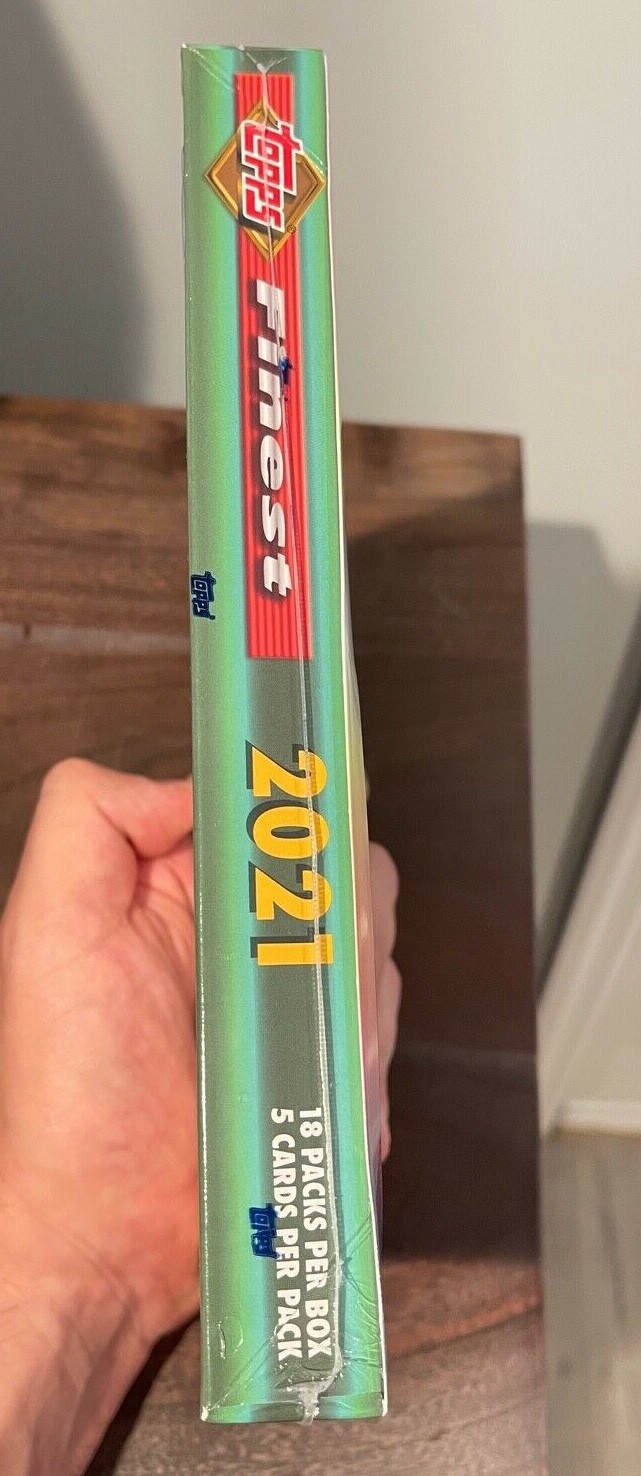 TOPPS®
Finest
2021
18 PACKS PER BOX
5 CARDS PER PACK
TOPPS
TOPPS